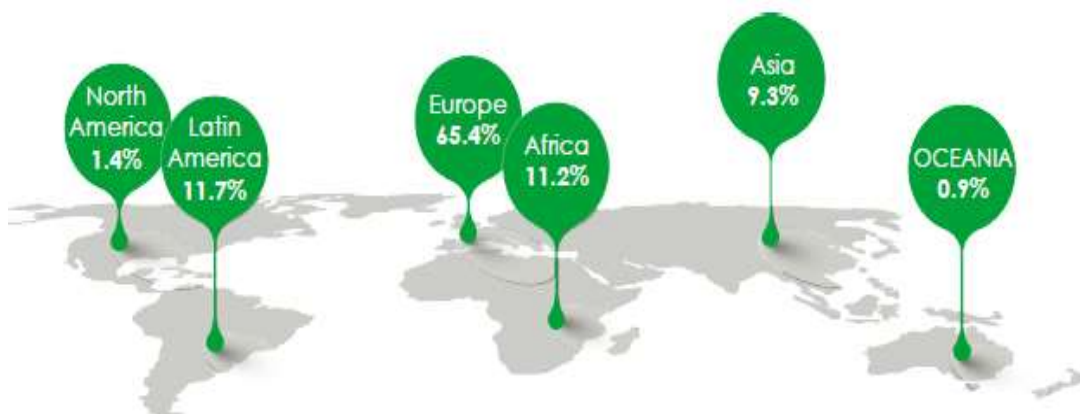 North
America
1.4%
Latin
America
11.7%
Europe
65.4%
Africa
11.2%
Asia
9.3%
OCEANIA
0.9%